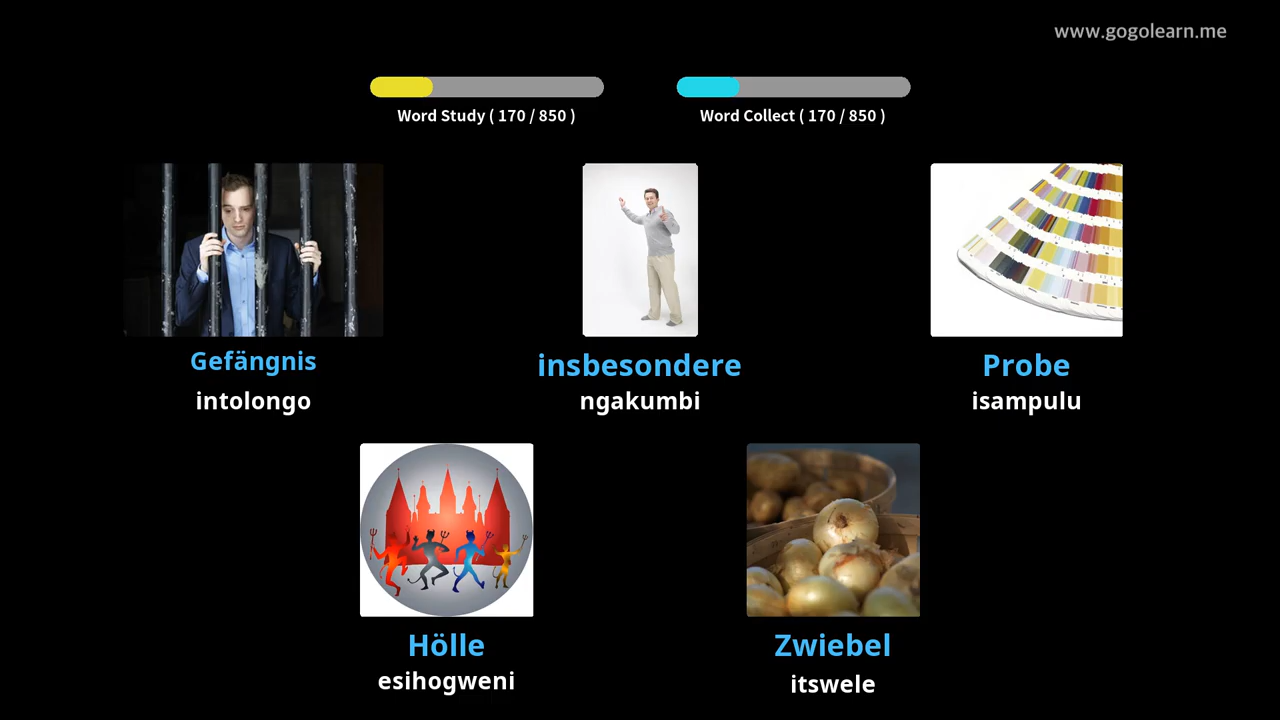 www.gogolearn.me
Word Study ( 170 / 850 )
Word Collect ( 170 / 850 )
Gefängnis
intolongo
insbesondere
ngakumbi
Probe
isampulu
Hölle
esihogweni
Zwiebel
itswele